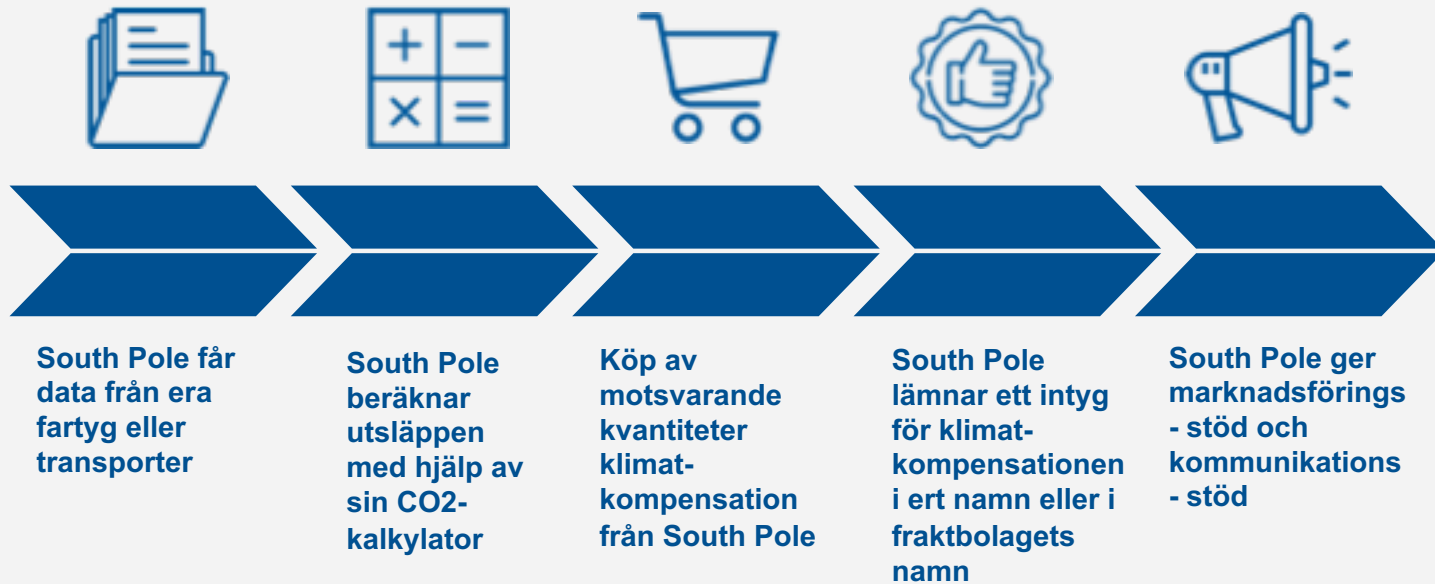 South Pole får
data från era
fartyg eller
transporter
South Pole
beräknar
utsläppen
med hjälp av
sin CO2-
kalkylator
Köp av
motsvarande
kvantiteter
klimat-
kompensation
från South Pole
South Pole
lämnar ett intyg
för klimat-
kompensationen
i ert namn eller i
fraktbolagets
namn
South Pole ger
marknadsförings
- stöd och
kommunikations
- stöd